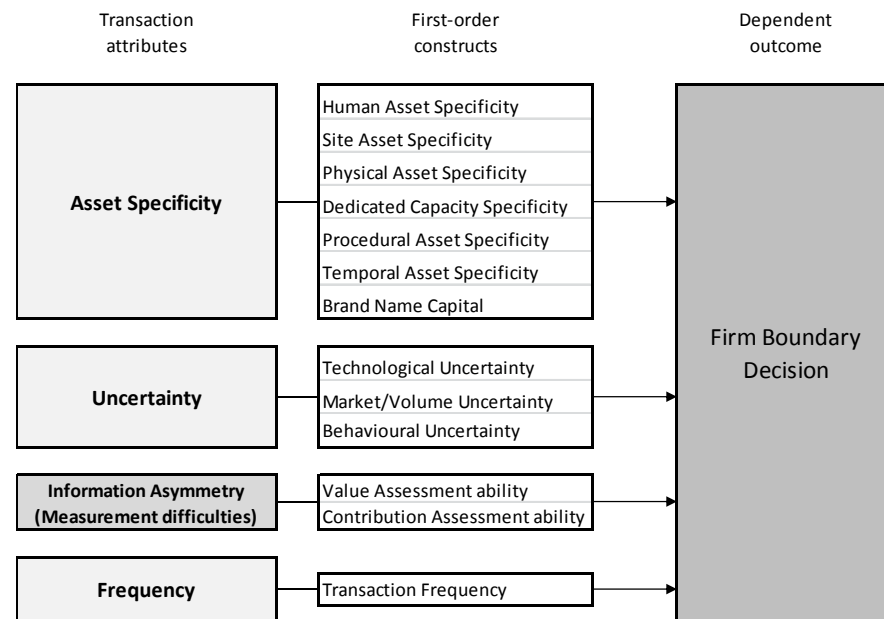 Transaction
attributes
First-order
constructs
Dependent
outcome
Asset Specificity
Human Asset Specificity
Site Asset Specificity
Physical Asset Specificity
Dedicated Capacity Specificity
Procedural Asset Specificity
Temporal Asset Specificity
Brand Name Capital
Uncertainty
Technological Uncertainty
Market/Volume Uncertainty
Behavioural Uncertainty
Information Asymmetry
(Measurement difficulties)
Value Assessment ability
Contribution Assessment ability
Frequency
Transaction Frequency
Firm Boundary
Decision